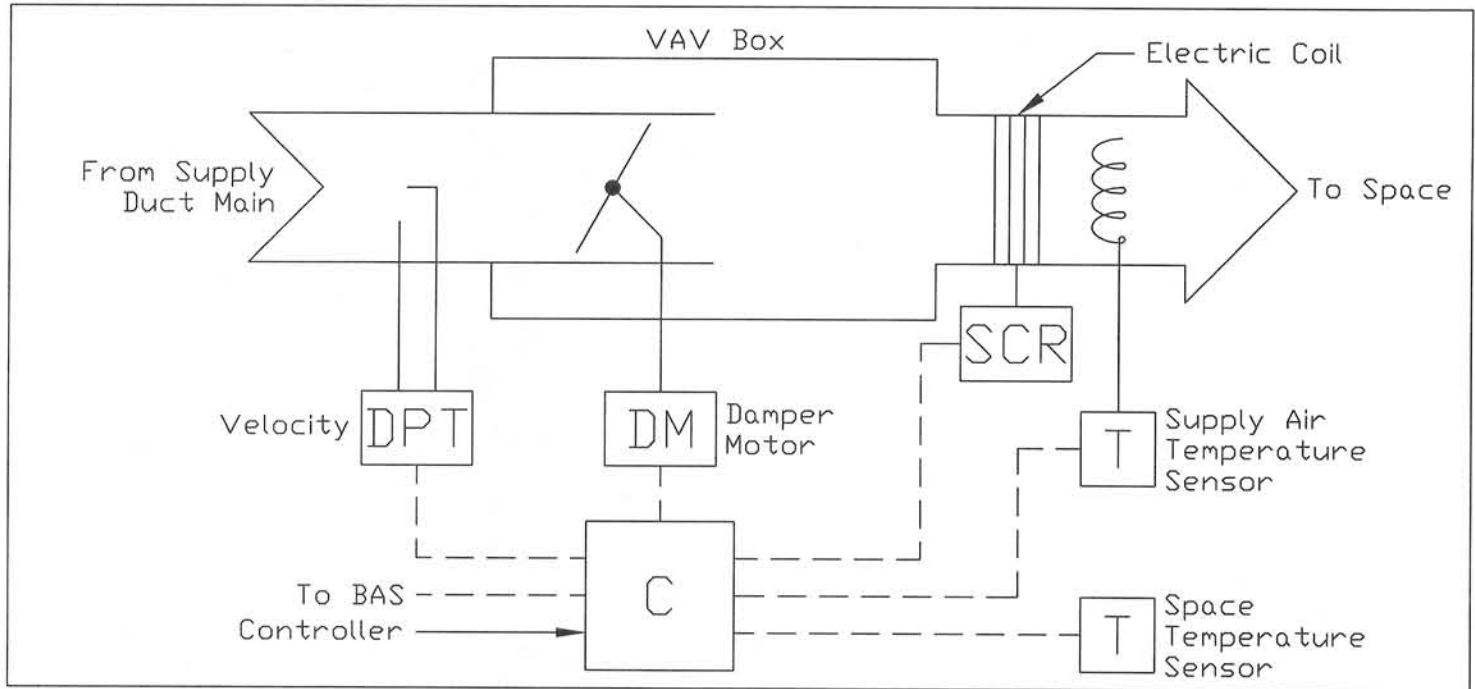 VAV Box
Electric Coil
From Supply
Duct Main
To Space
SCR
Velocity
DPT
DM
Damper
Motor
T
Supply Air
Temperature
Sensor
C
To BAS
Controller
T
Space
Temperature
Sensor